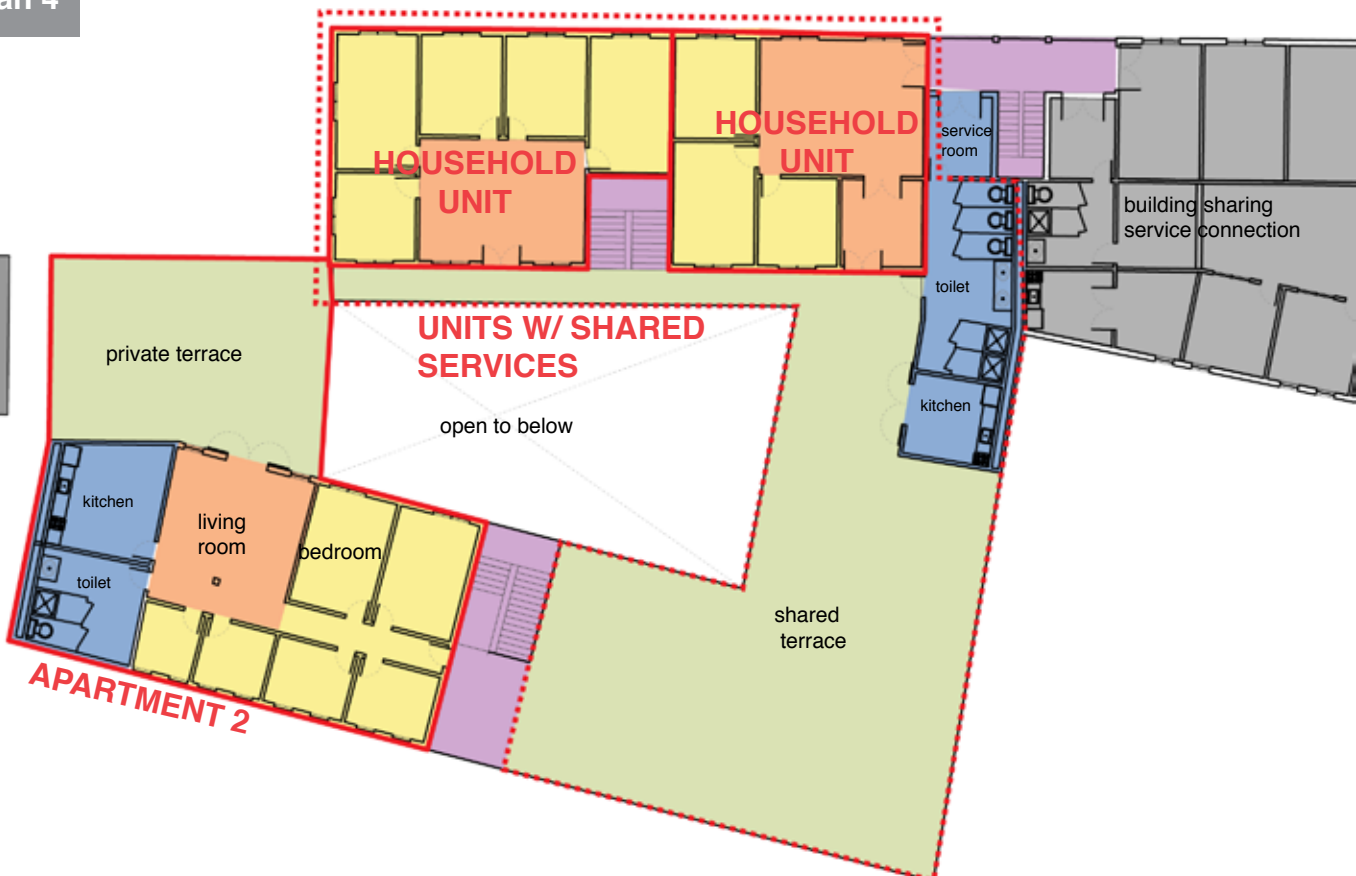 4
HOUSEHOLD
UNIT
HOUSEHOLD
UNIT
service
room
building sharing
service connection
toilet
UNITS W/ SHARED
SERVICES
private terrace
open to below
kitchen
kitchen
living
room
bedroom
toilet
shared
terrace
APARTMENT 2